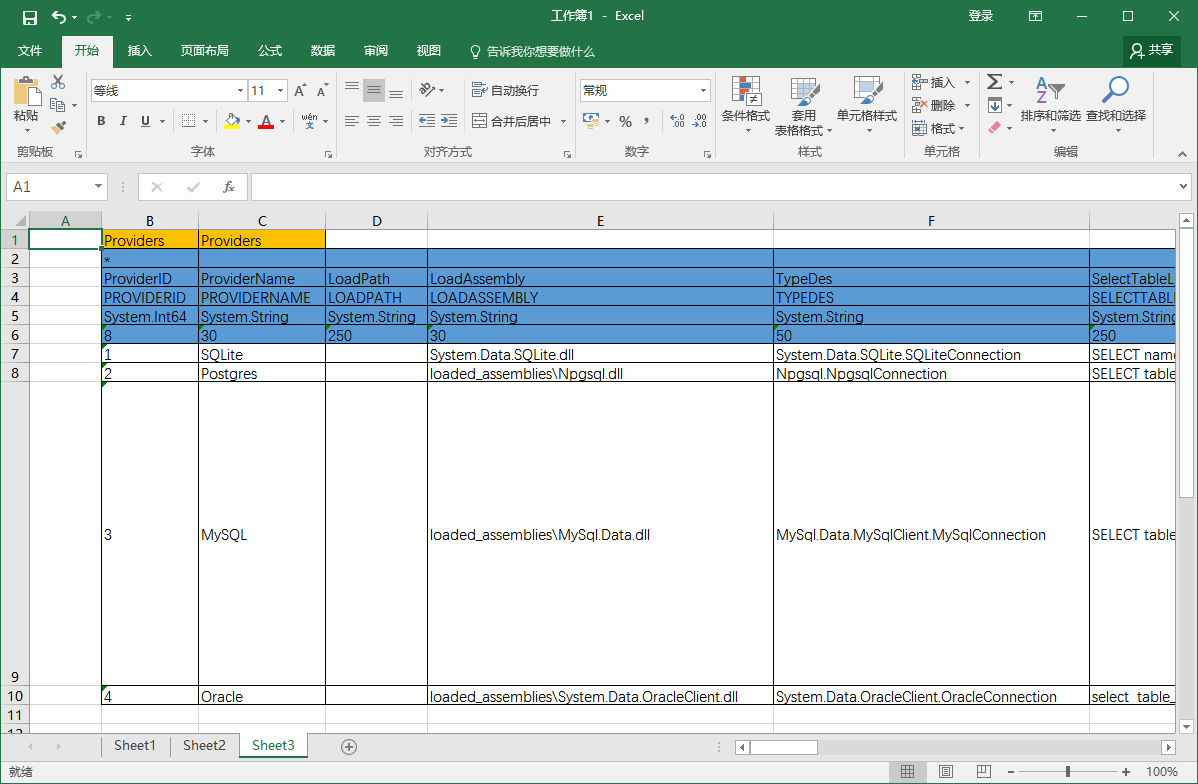 工作簿1 - Excel
登录
文件 开始 插入 页面布局 公式 数据 审阅 视图 告诉我你想要做什么 共享
粘贴
剪贴板
等线 11
B I U wén 文
字体
自动换行
合并后居中
对齐方式
常规
% ,
数字
条件格式 套用 表格格式 单元格样式
样式
插入
删除
格式
单元格
排序和筛选 查找和选择
编辑
A1 fx
A B C D E F
1 Providers Providers
2 *
3 ProviderID ProviderName LoadPath LoadAssembly TypeDes SelectTableL
4 PROVIDERID PROVIDERNAME LOADPATH LOADASSEMBLY TYPEDES SELECTTABL
5 System.Int64 System.String System.String System.String System.String System.String
6 8 30 250 30 50 250
7 1 SQLite System.Data.SQLite.dll System.Data.SQLite.SQLiteConnection SELECT name
8 2 Postgres loaded_assemblies\Npgsql.dll Npgsql.NpgsqlConnection SELECT table
9 3 MySQL loaded_assemblies\MySql.Data.dll MySql.Data.MySqlClient.MySqlConnection SELECT table
10 4 Oracle loaded_assemblies\System.Data.OracleClient.dll System.Data.OracleClient.OracleConnection select table_
11
12
Sheet1 Sheet2 Sheet3
就绪 100%